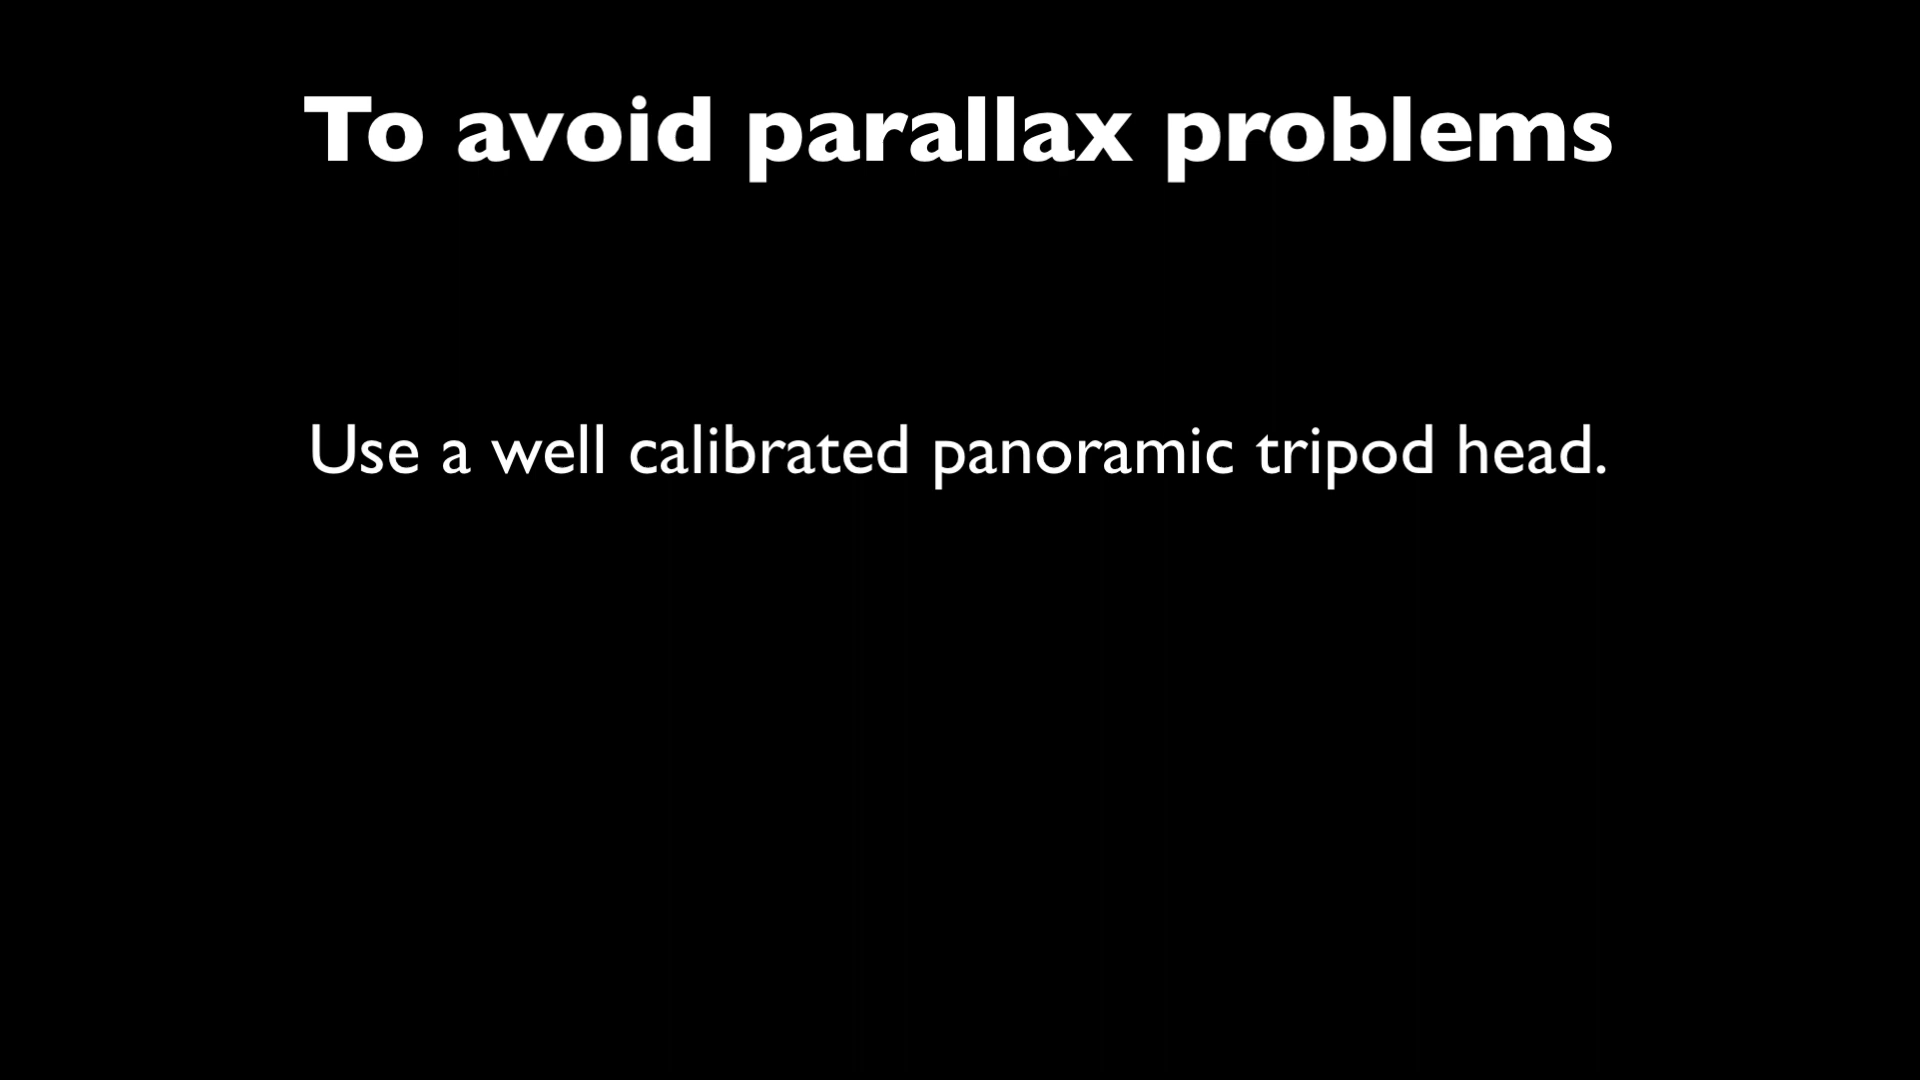 To avoid parallax problems
Use a well calibrated panoramic tripod head.